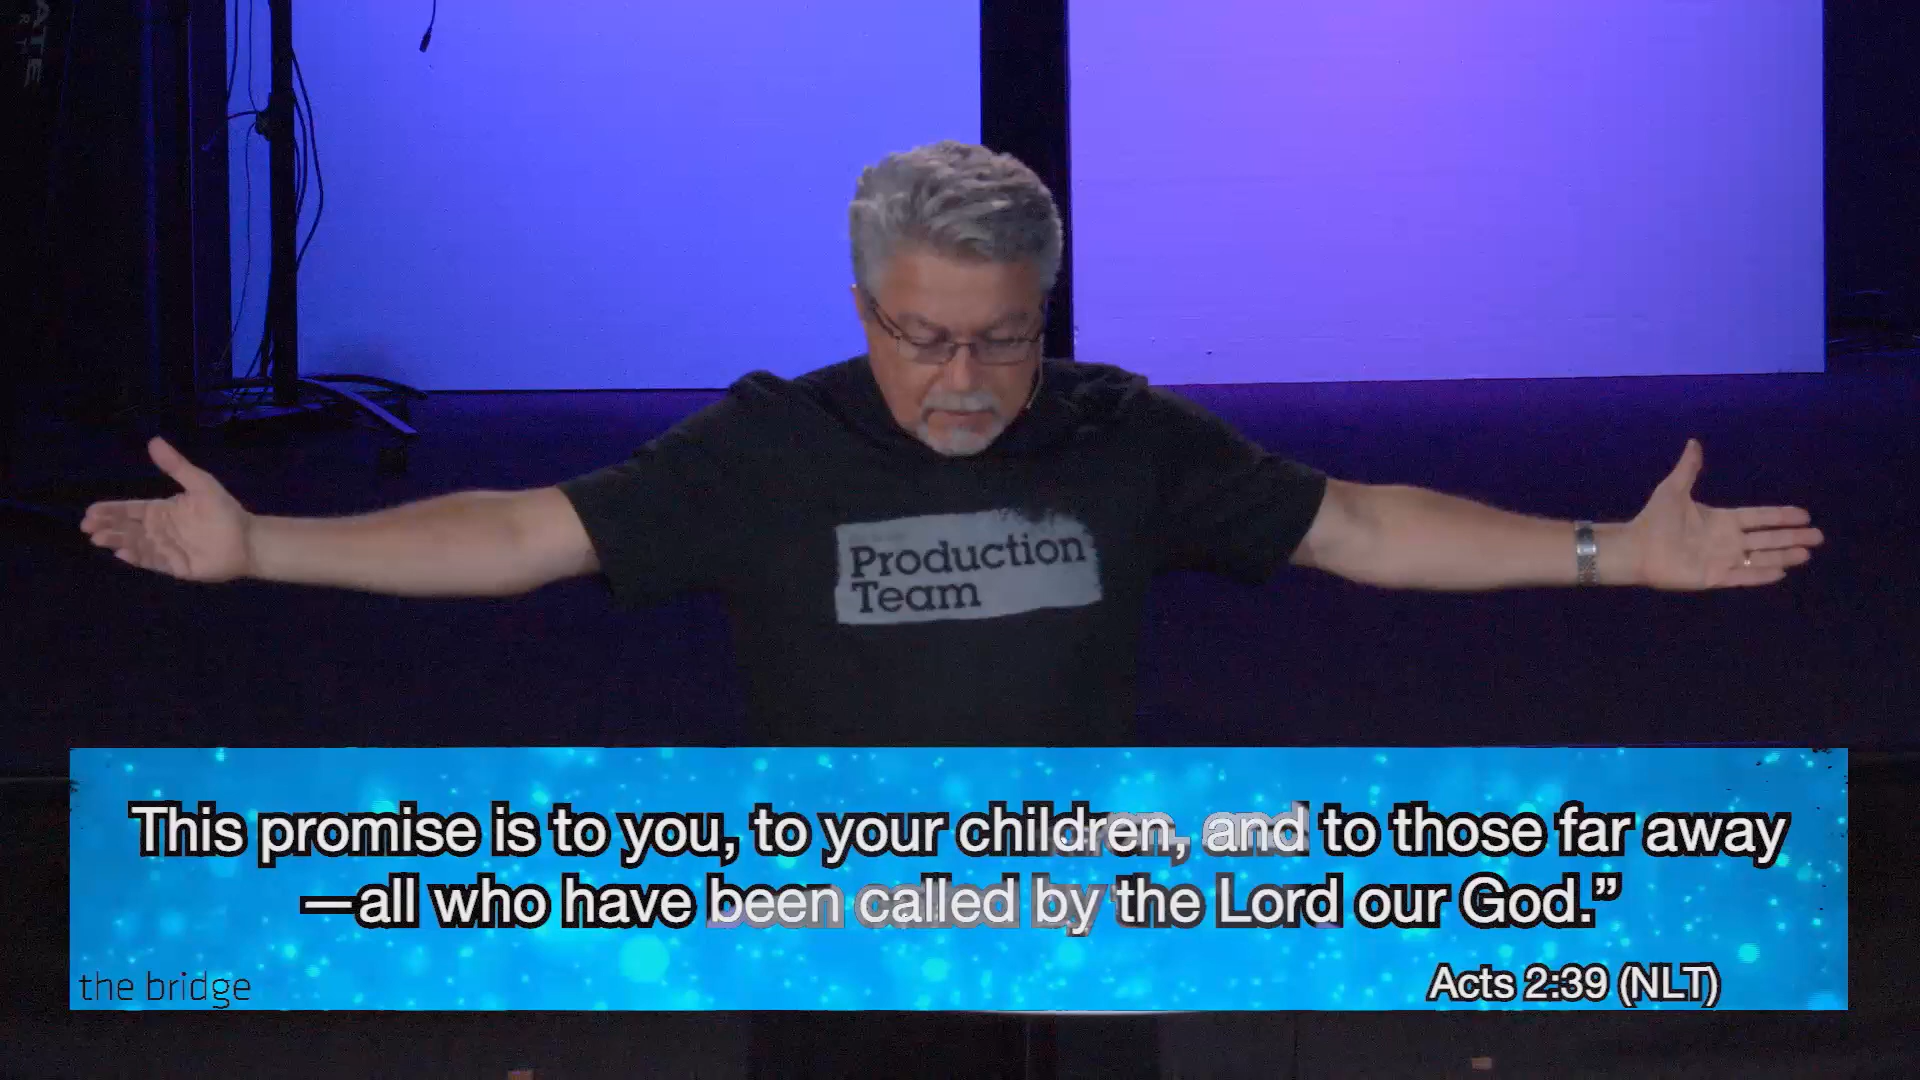 ATE
Production
Team
This promise is to you, to your children, and to those far away
—all who have been called by the Lord our God.”
the bridge
Acts 2:39 (NLT)